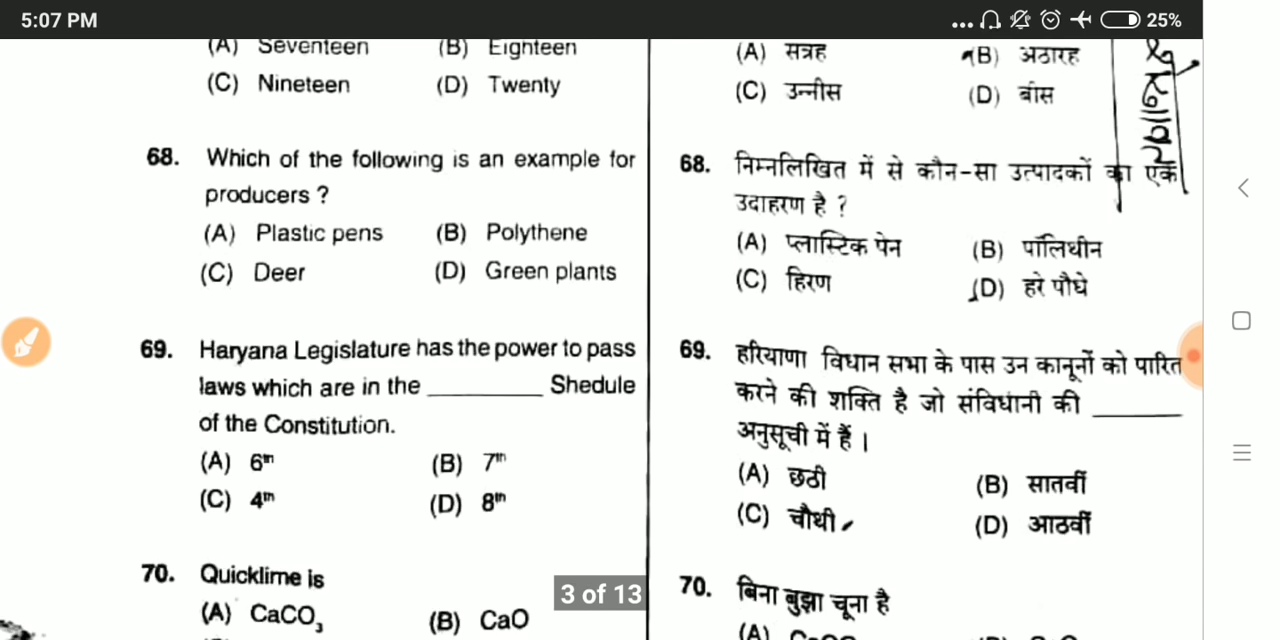 5:07 PM
... 25%
(A) Seventeen (B) Eighteen
(C) Nineteen (D) Twenty
68. Which of the following is an example for
producers ?
(A) Plastic pens (B) Polythene
(C) Deer (D) Green plants
69. Haryana Legislature has the power to pass
laws which are in the __________ Shedule
of the Constitution.
(A) 6th (B) 7th
(C) 4th (D) 8th
70. Quicklime is
(A) CaCO3 (B) CaO
3 of 13
(A) सत्रह (B) अठारह
(C) उन्नीस (D) बीस
68. निम्नलिखित में से कौन-सा उत्पादकों का एक
उदाहरण है ?
(A) प्लास्टिक पेन (B) पॉलिथीन
(C) हिरण (D) हरे पौधे
69. हरियाणा विधान सभा के पास उन कानूनों को पारित
करने की शक्ति है जो संविधानी की ________
अनुसूची में हैं ।
(A) छठी (B) सातवीं
(C) चौथी (D) आठवीं
70. बिना बुझा चूना है
(A)